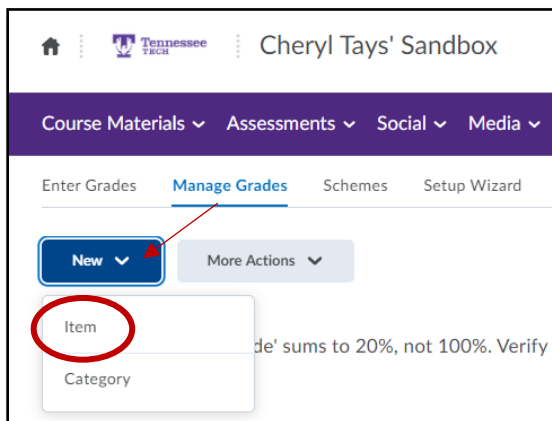 Tennessee TECH Cheryl Tays' Sandbox
Course Materials Assessments Social Media
Enter Grades Manage Grades Schemes Setup Wizard
New More Actions
Item
de' sums to 20%, not 100%. Verify
Category